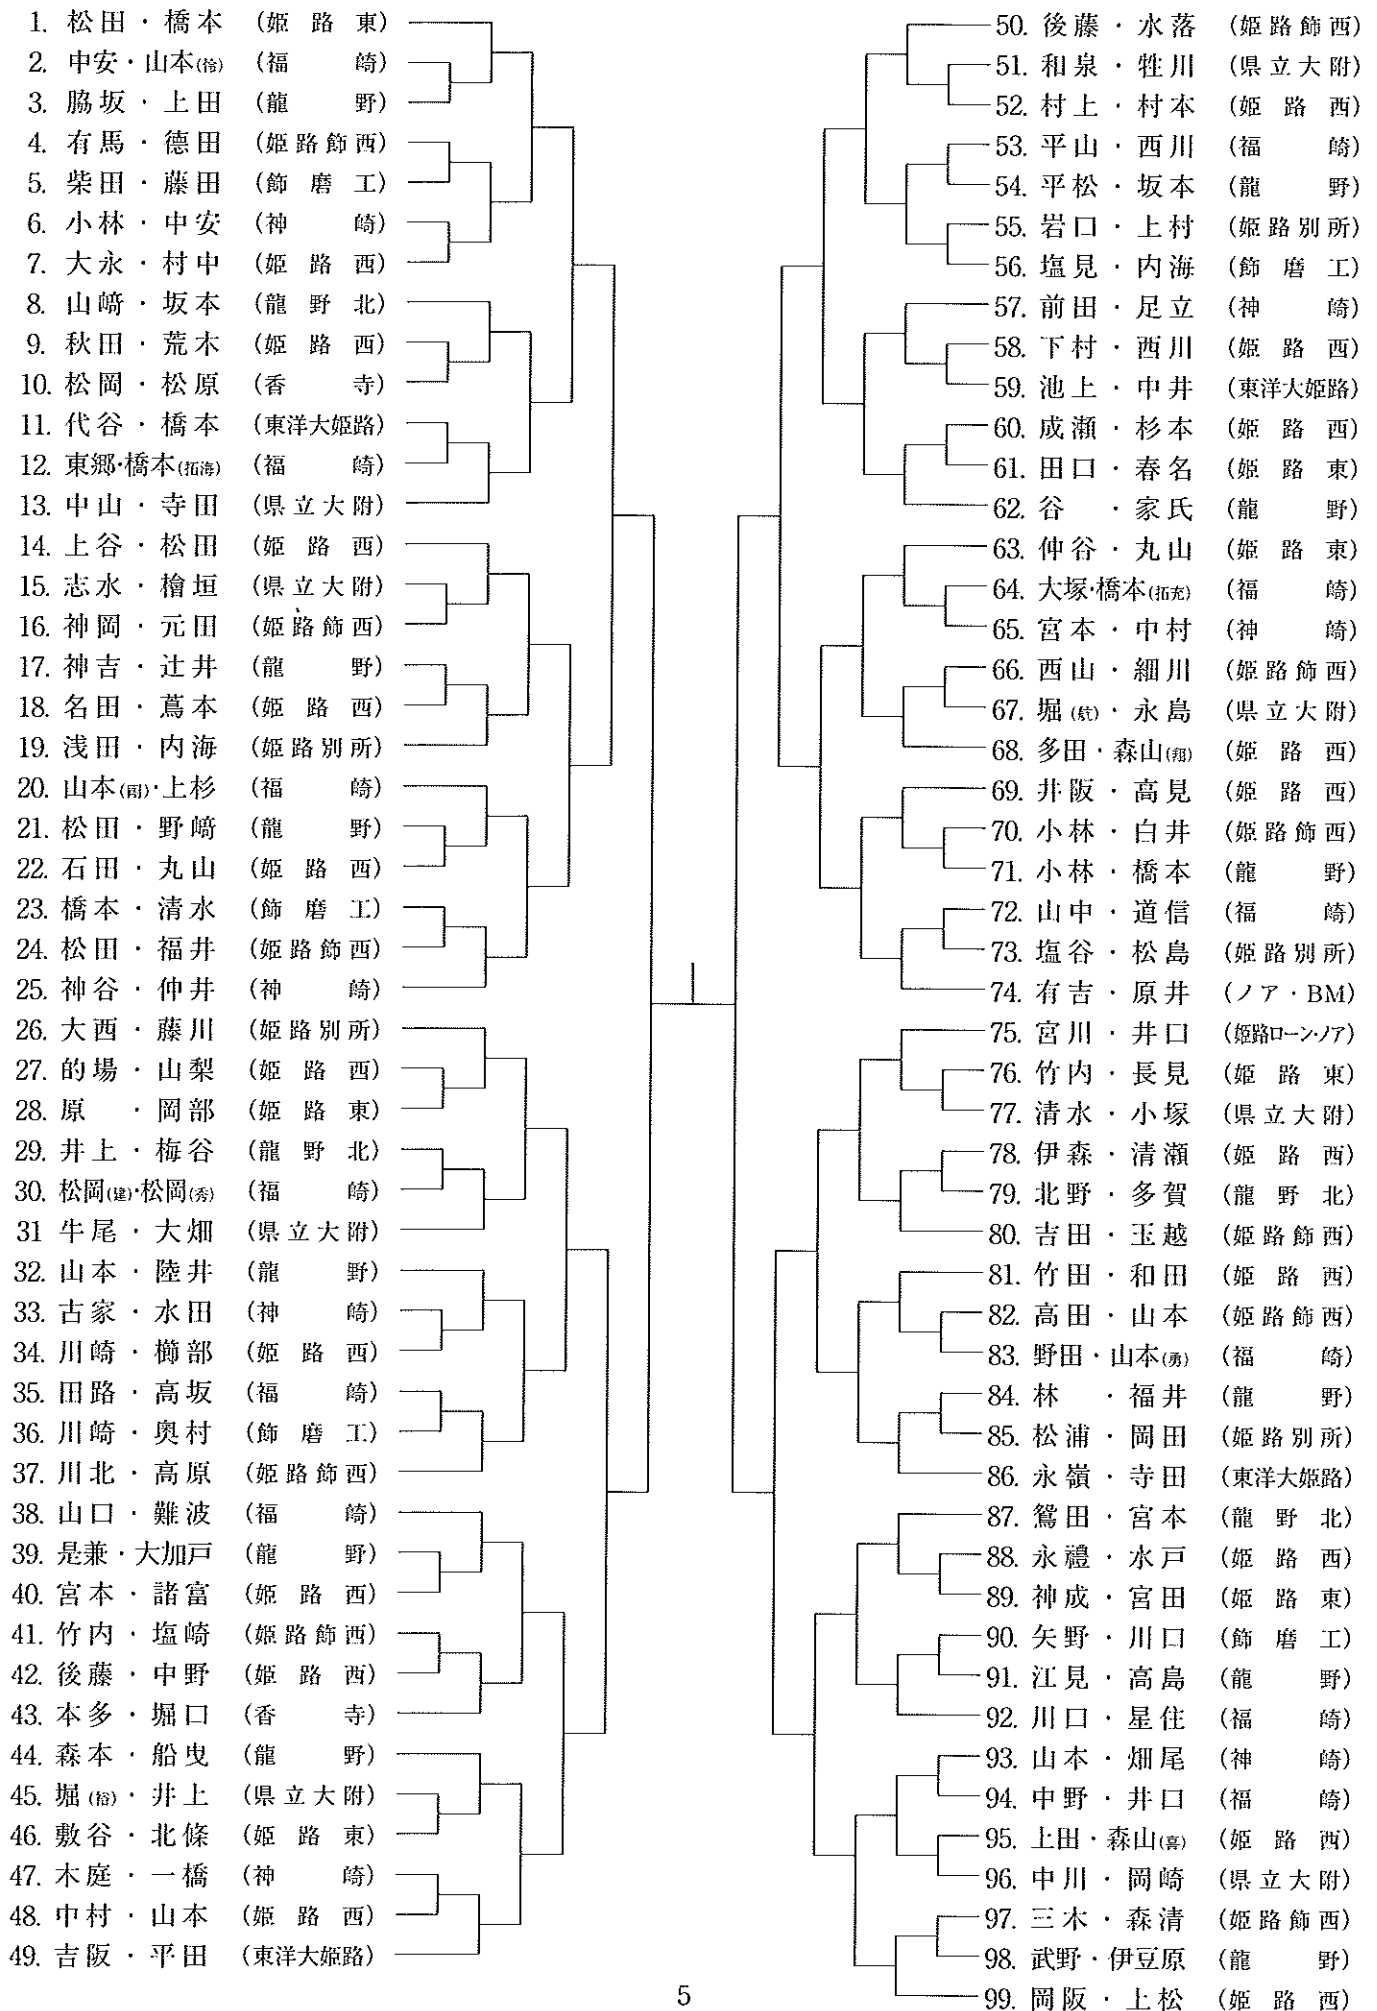 1. 松田・橋本 (姫路東)
2. 中安・山本 (福崎)
3. 脇坂・上田 (龍野)
4. 有馬・德田 (姫路飾西)
5. 柴田・藤田 (飾磨工)
6. 小林・中安 (神崎)
7. 大永・村中 (姫路西)
8. 山﨑・坂本 (龍野北)
9. 秋田・荒木 (姫路西)
10. 松岡・松原 (香寺)
11. 代谷・橋本 (東洋大姫路)
12. 東郷・橋本(拓海) (福崎)
13. 中山・寺田 (県立大附)
14. 上谷・松田 (姫路西)
15. 志水・檜垣 (県立大附)
16. 神岡・元田 (姫路飾西)
17. 神吉・辻井 (龍野)
18. 名田・蔦本 (姫路西)
19. 浅田・内海 (姫路別所)
20. 山本・上杉 (福崎)
21. 松田・野﨑 (龍野)
22. 石田・丸山 (姫路西)
23. 橋本・清水 (飾磨工)
24. 松田・福井 (姫路飾西)
25. 神谷・仲井 (神崎)
26. 大西・藤川 (姫路別所)
27. 的場・山梨 (姫路西)
28. 原・岡部 (姫路東)
29. 井上・梅谷 (龍野北)
30. 松岡(建)・松岡(秀) (福崎)
31 牛尾・大畑 (県立大附)
32. 山本・陸井 (龍野)
33. 古家・水田 (神崎)
34. 川崎・櫛部 (姫路西)
35. 田路・高坂 (福崎)
36. 川崎・奥村 (飾磨工)
37. 川北・高原 (姫路飾西)
38. 山口・難波 (福崎)
39. 是兼・大加戸 (龍野)
40. 宮本・諸富 (姫路西)
41. 竹内・塩崎 (姫路飾西)
42. 後藤・中野 (姫路西)
43. 本多・堀口 (香寺)
44. 森本・船曳 (龍野)
45. 堀・井上 (県立大附)
46. 敷谷・北條 (姫路東)
47. 木庭・一橋 (神崎)
48. 中村・山本 (姫路西)
49. 吉阪・平田 (東洋大姫路)
50. 後藤・水落 (姫路飾西)
51. 和泉・牲川 (県立大附)
52. 村上・村本 (姫路西)
53. 平山・西川 (福崎)
54. 平松・坂本 (龍野)
55. 岩口・上村 (姫路別所)
56. 塩見・内海 (飾磨工)
57. 前田・足立 (神崎)
58. 下村・西川 (姫路西)
59. 池上・中井 (東洋大姫路)
60. 成瀬・杉本 (姫路西)
61. 田口・春名 (姫路東)
62. 谷・家氏 (龍野)
63. 仲谷・丸山 (姫路東)
64. 大塚・橋本(拓充) (福崎)
65. 宮本・中村 (神崎)
66. 西山・細川 (姫路飾西)
67. 堀・永島 (県立大附)
68. 多田・森山(翔) (姫路西)
69. 井阪・高見 (姫路西)
70. 小林・白井 (姫路飾西)
71. 小林・橋本 (龍野)
72. 山中・道信 (福崎)
73. 塩谷・松島 (姫路別所)
74. 有吉・原井 (ノア・BM)
75. 宮川・井口 (姫路ローン・ノア)
76. 竹内・長見 (姫路東)
77. 清水・小塚 (県立大附)
78. 伊森・清瀬 (姫路西)
79. 北野・多賀 (龍野北)
80. 吉田・玉越 (姫路飾西)
81. 竹田・和田 (姫路西)
82. 高田・山本 (姫路飾西)
83. 野田・山本(勇) (福崎)
84. 林・福井 (龍野)
85. 松浦・岡田 (姫路別所)
86. 永嶺・寺田 (東洋大姫路)
87. 鴛田・宮本 (龍野北)
88. 永禮・水戸 (姫路西)
89. 神成・宮田 (姫路東)
90. 矢野・川口 (飾磨工)
91. 江見・高島 (龍野)
92. 川口・星住 (福崎)
93. 山本・畑尾 (神崎)
94. 中野・井口 (福崎)
95. 上田・森山(喜) (姫路西)
96. 中川・岡崎 (県立大附)
97. 三木・森清 (姫路飾西)
98. 武野・伊豆原 (龍野)
99. 岡阪・上松 (姫路西)
5